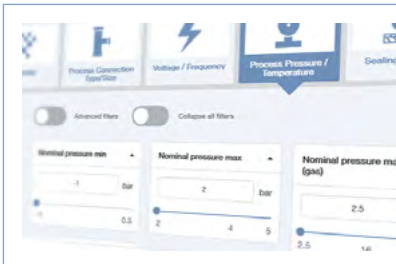 Process Connection
Type/Size
Voltage / Frequency
Process Pressure /
Temperature
Sealing
Advanced filters
Collapse all filters
Nominal pressure min
-1
bar
-1
0.5
Nominal pressure max
2
bar
2
4
5
Nominal pressure ma
(gas)
2.5
2.5
16